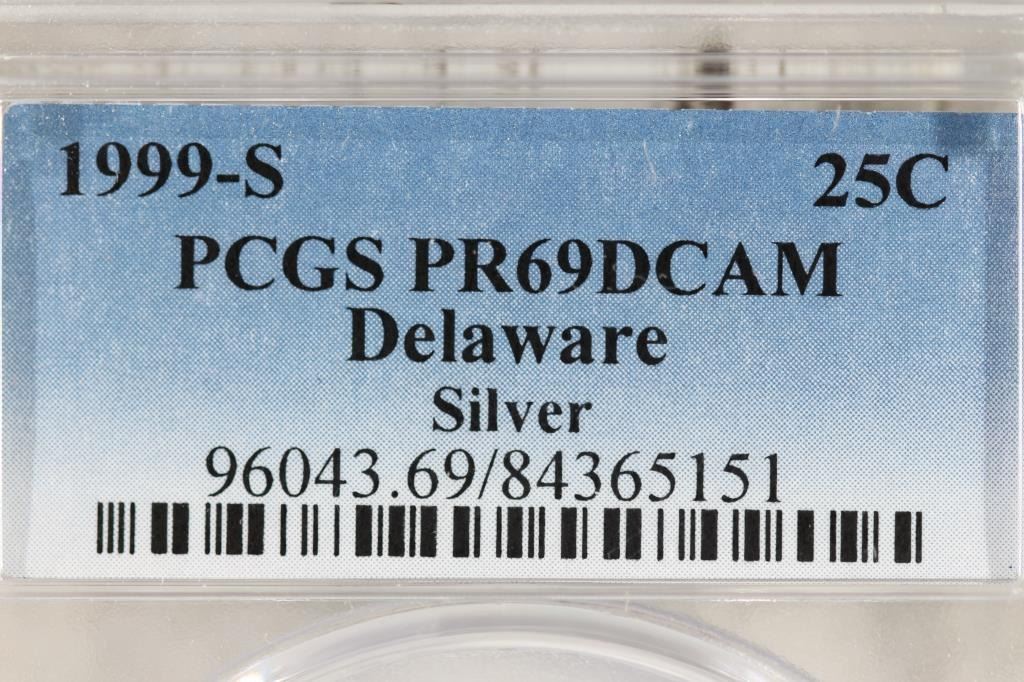 1999-S 25C
PCGS PR69DCAM
Delaware
Silver
96043.69/84365151